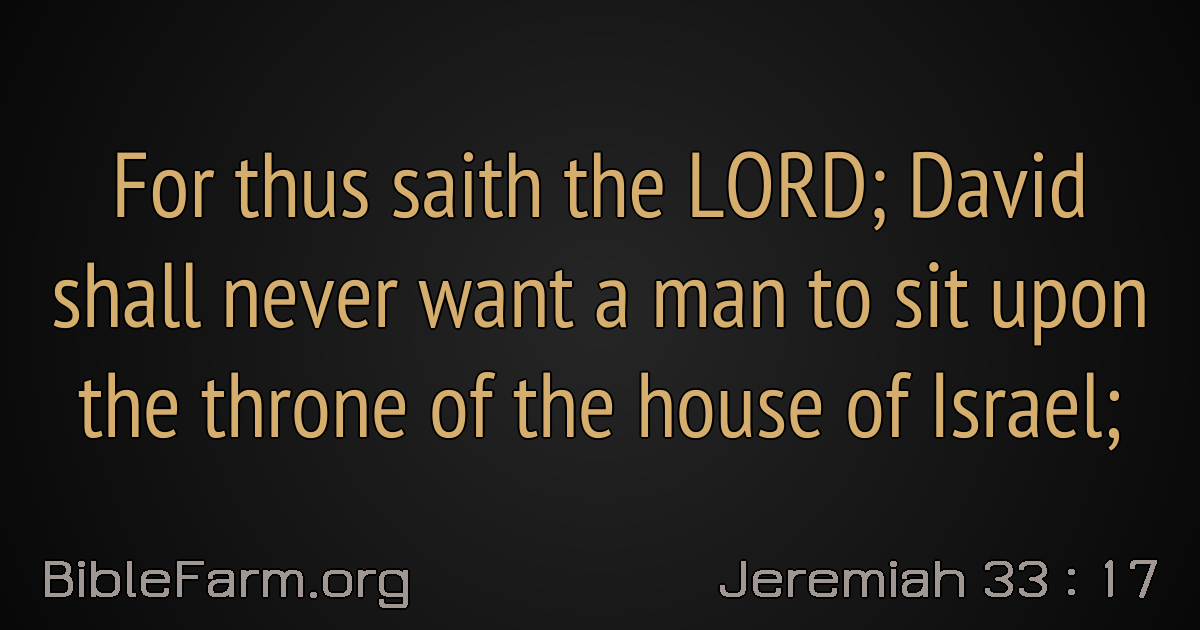 For thus saith the LORD; David
shall never want a man to sit upon
the throne of the house of Israel;
BibleFarm.org
Jeremiah 33 : 17